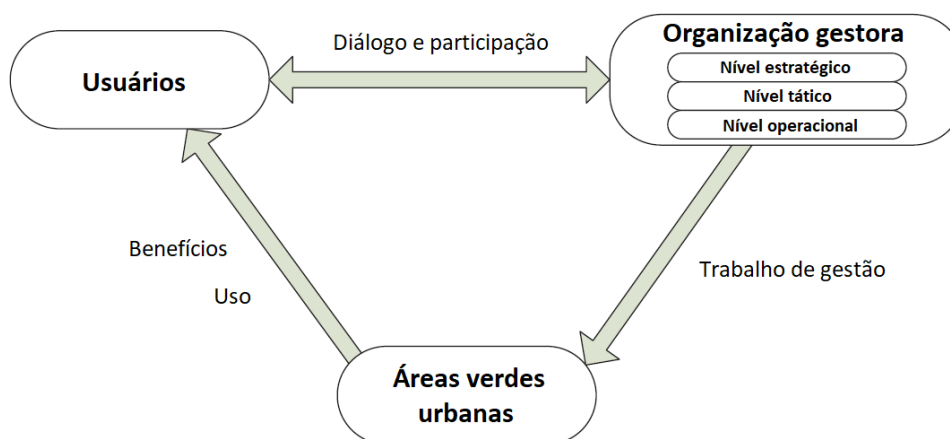 Usuários
Diálogo e participação
Organização gestora
Nível estratégico
Nível tático
Nível operacional
Benefícios
Uso
Trabalho de gestão
Áreas verdes
urbanas